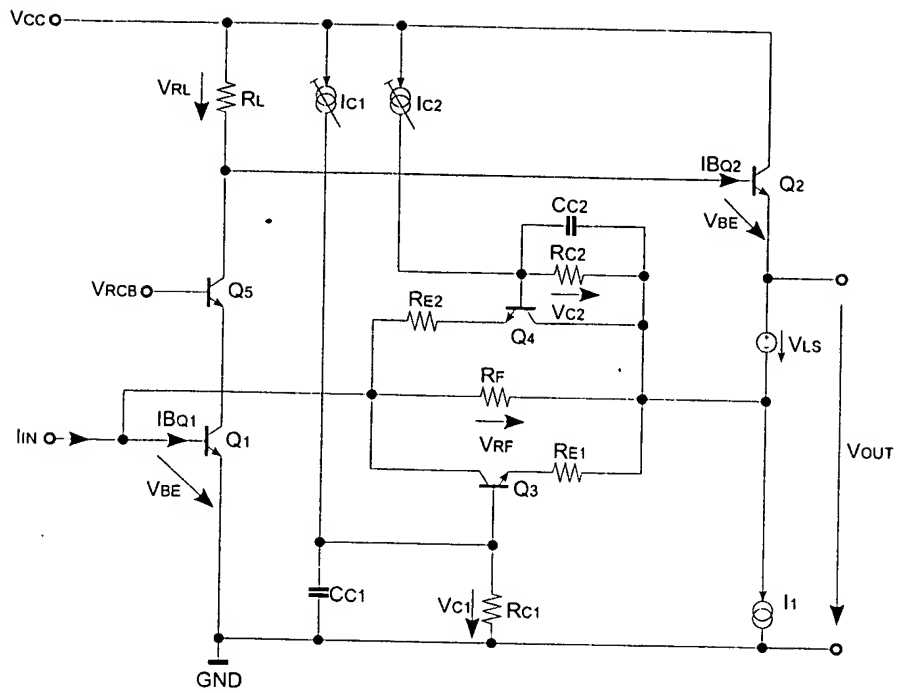 VCC
VRL
RL
IC1
IC2
IBQ2
Q2
VBE
CC2
RC2
VC2
VRCB
Q5
RE2
Q4
VLS
RF
VRF
IIN
IBQ1
Q1
VBE
RE1
Q3
VOUT
CC1
VC1
RC1
I1
GND